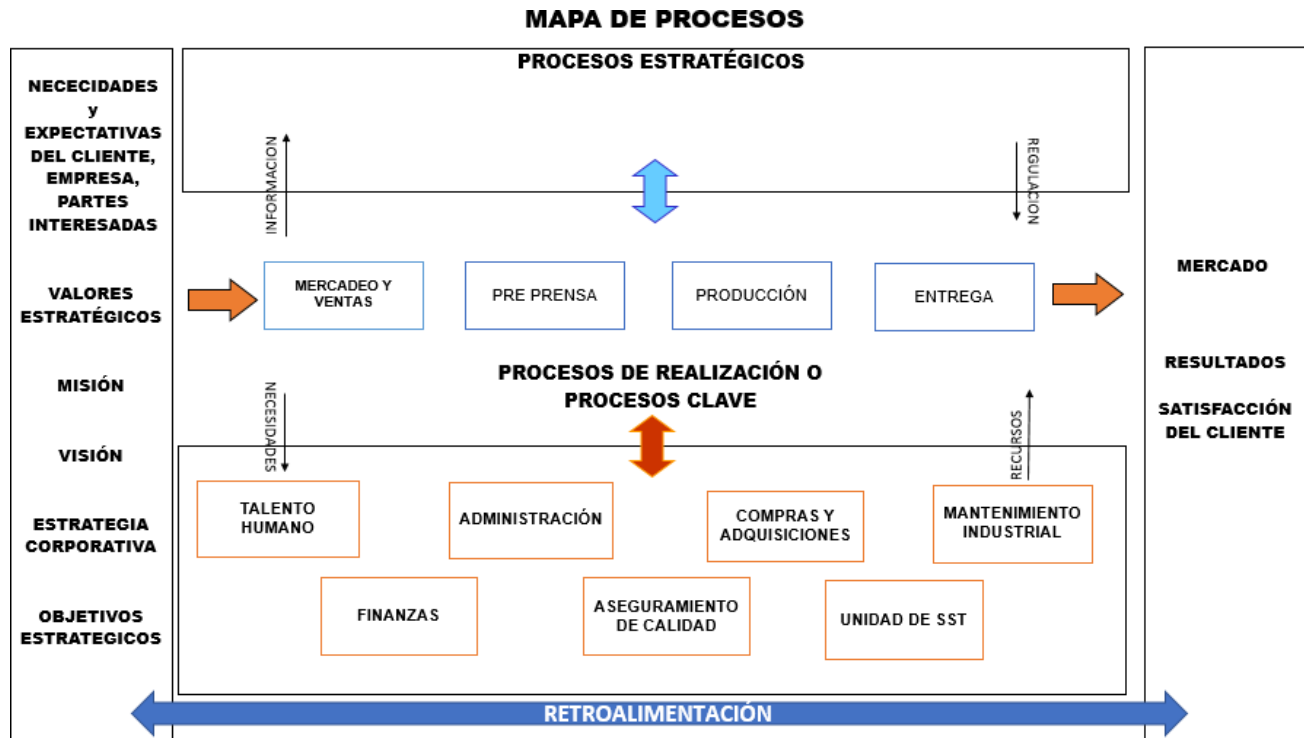 MAPA DE PROCESOS
NECECIDADES
y
EXPECTATIVAS
DEL CLIENTE,
EMPRESA,
PARTES
INTERESADAS
VALORES
ESTRATÉGICOS
MISIÓN
VISIÓN
ESTRATEGIA
CORPORATIVA
OBJETIVOS
ESTRATEGICOS
PROCESOS ESTRATÉGICOS
INFORMACION
REGULACION
MERCADEO Y
VENTAS
PRE PRENSA
PRODUCCIÓN
ENTREGA
PROCESOS DE REALIZACIÓN O
PROCESOS CLAVE
NECESIDADES
RECURSOS
TALENTO
HUMANO
ADMINISTRACIÓN
COMPRAS Y
ADQUISICIONES
MANTENIMIENTO
INDUSTRIAL
FINANZAS
ASEGURAMIENTO
DE CALIDAD
UNIDAD DE SST
MERCADO
RESULTADOS
SATISFACCIÓN
DEL CLIENTE
RETROALIMENTACIÓN